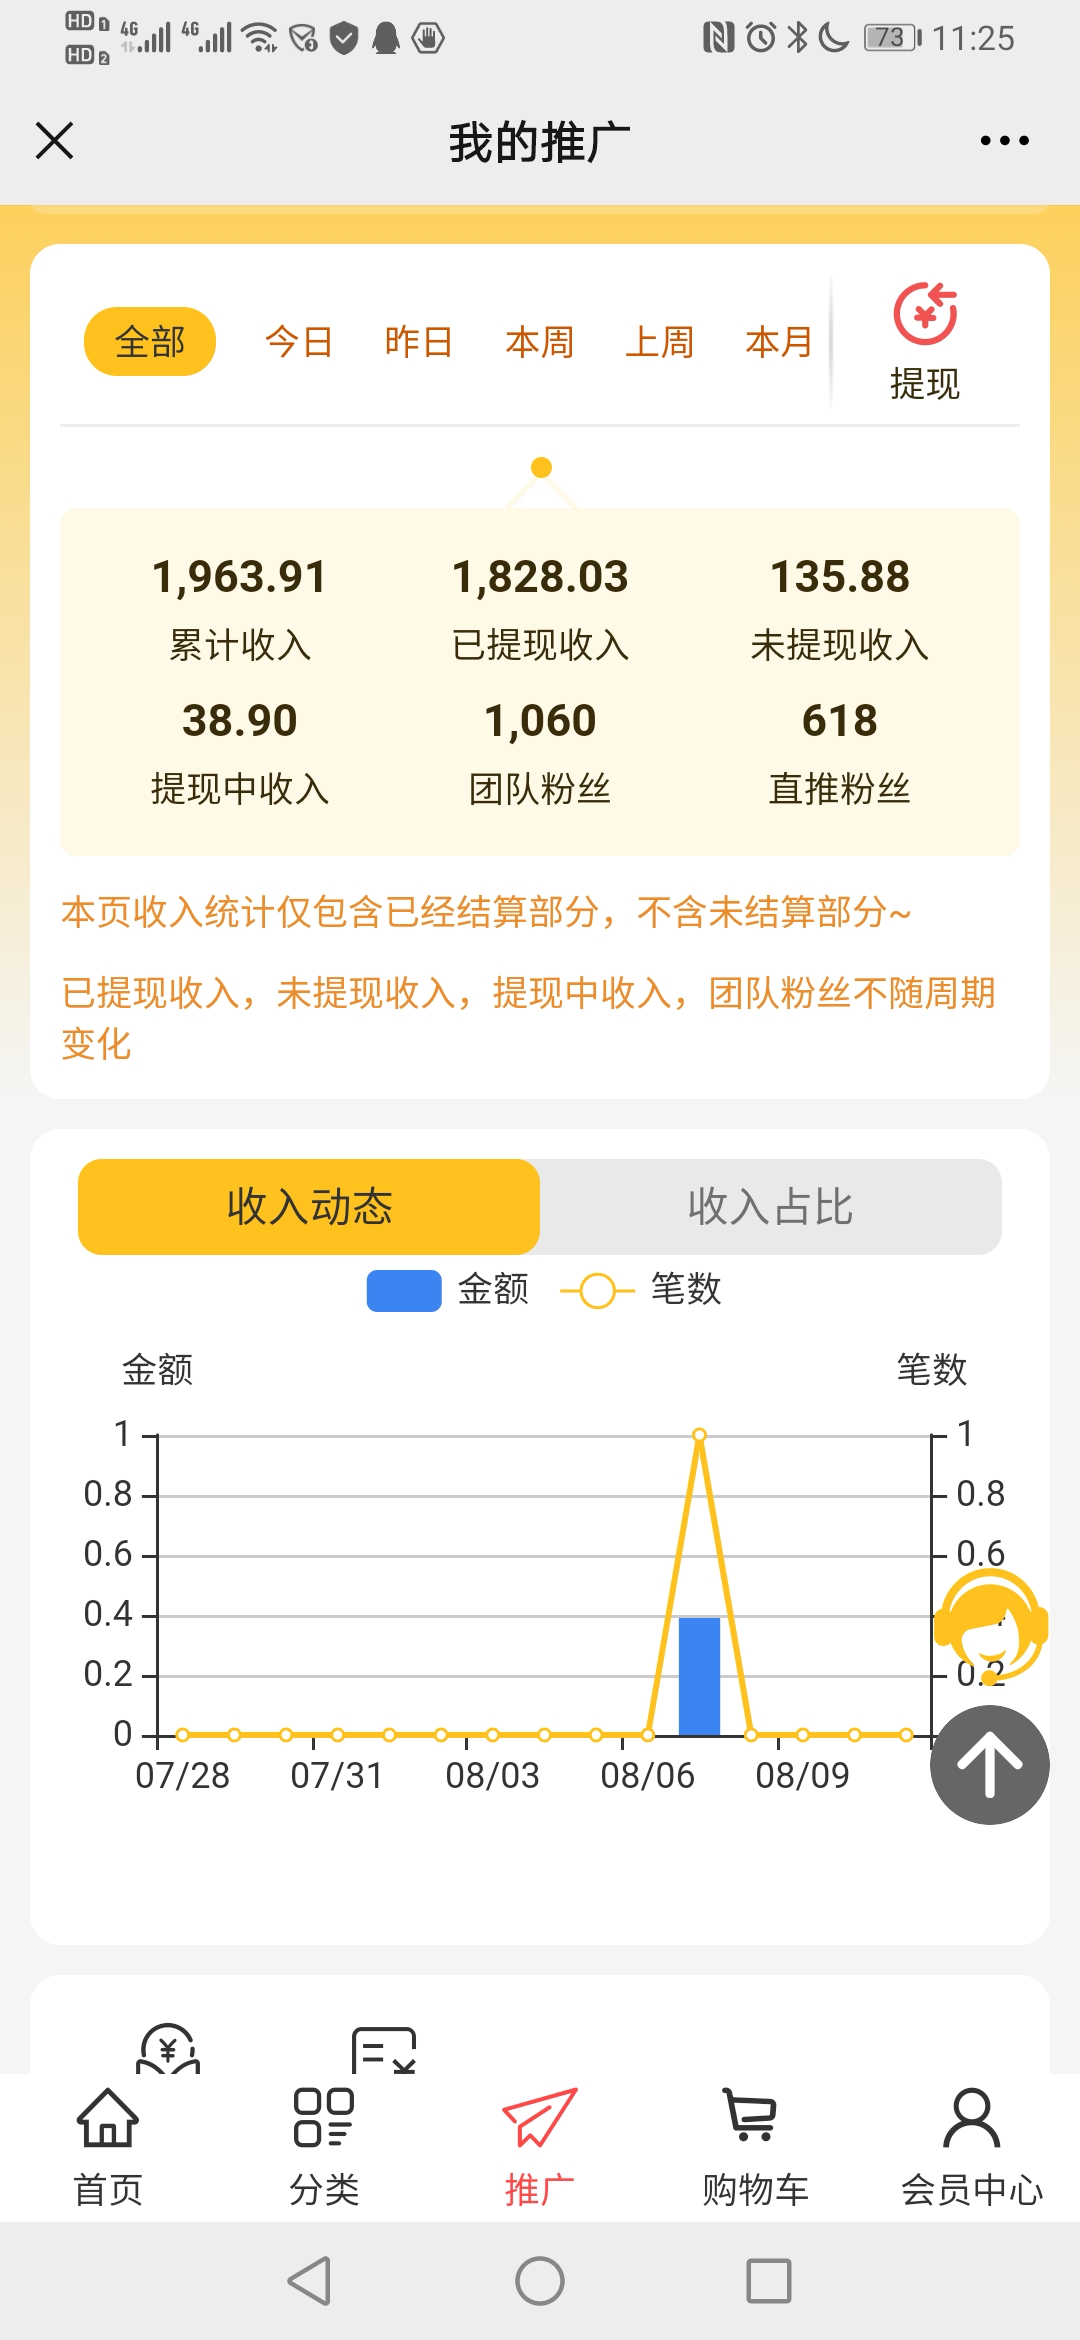 HD 1 4G 4G 73 11:25
HD 2
我的推广
全部 今日 昨日 本周 上周 本月
提现
1,963.91 1,828.03 135.88
累计收入 已提现收入 未提现收入
38.90 1,060 618
提现中收入 团队粉丝 直推粉丝
本页收入统计仅包含已经结算部分，不含未结算部分~
已提现收入，未提现收入，提现中收入，团队粉丝不随周期
变化
收入动态 收入占比
金额 笔数
金额 笔数
1 1
0.8 0.8
0.6 0.6
0.4
0.2 0.2
0
07/28 07/31 08/03 08/06 08/09
首页 分类 推广 购物车 会员中心